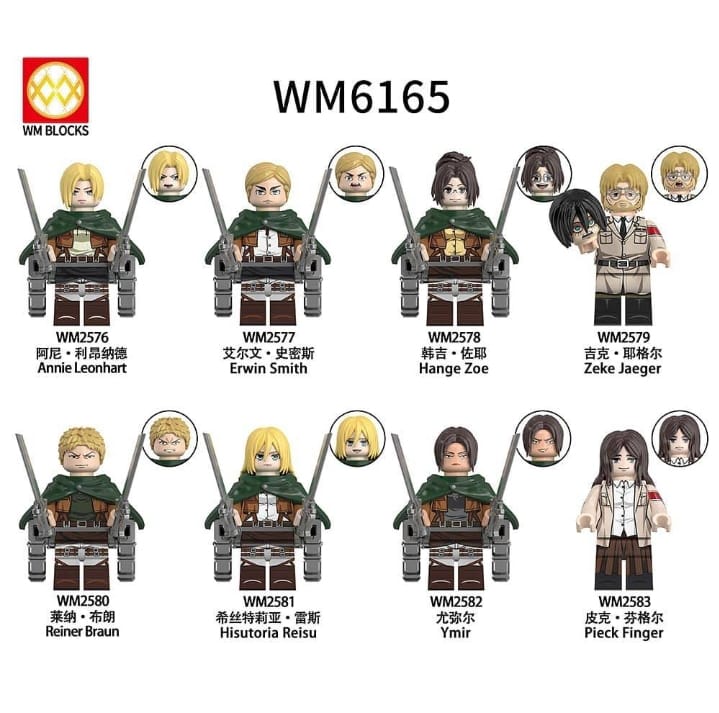 WM6165
WM BLOCKS
WM2576
阿尼·利昂纳德
Annie Leonhart
WM2577
艾尔文·史密斯
Erwin Smith
WM2578
韩吉·佐耶
Hange Zoe
WM2579
吉克·耶格尔
Zeke Jaeger
WM2580
莱纳·布朗
Reiner Braun
WM2581
希丝特莉亚·雷斯
Hisutoria Reisu
WM2582
尤弥尔
Ymir
WM2583
皮克·芬格尔
Pieck Finger